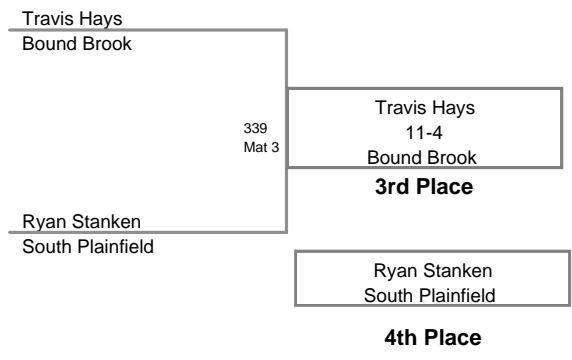 Travis Hays
Bound Brook
339
Mat 3
Travis Hays
11-4
Bound Brook
3rd Place
Ryan Stanken
South Plainfield
Ryan Stanken
South Plainfield
4th Place